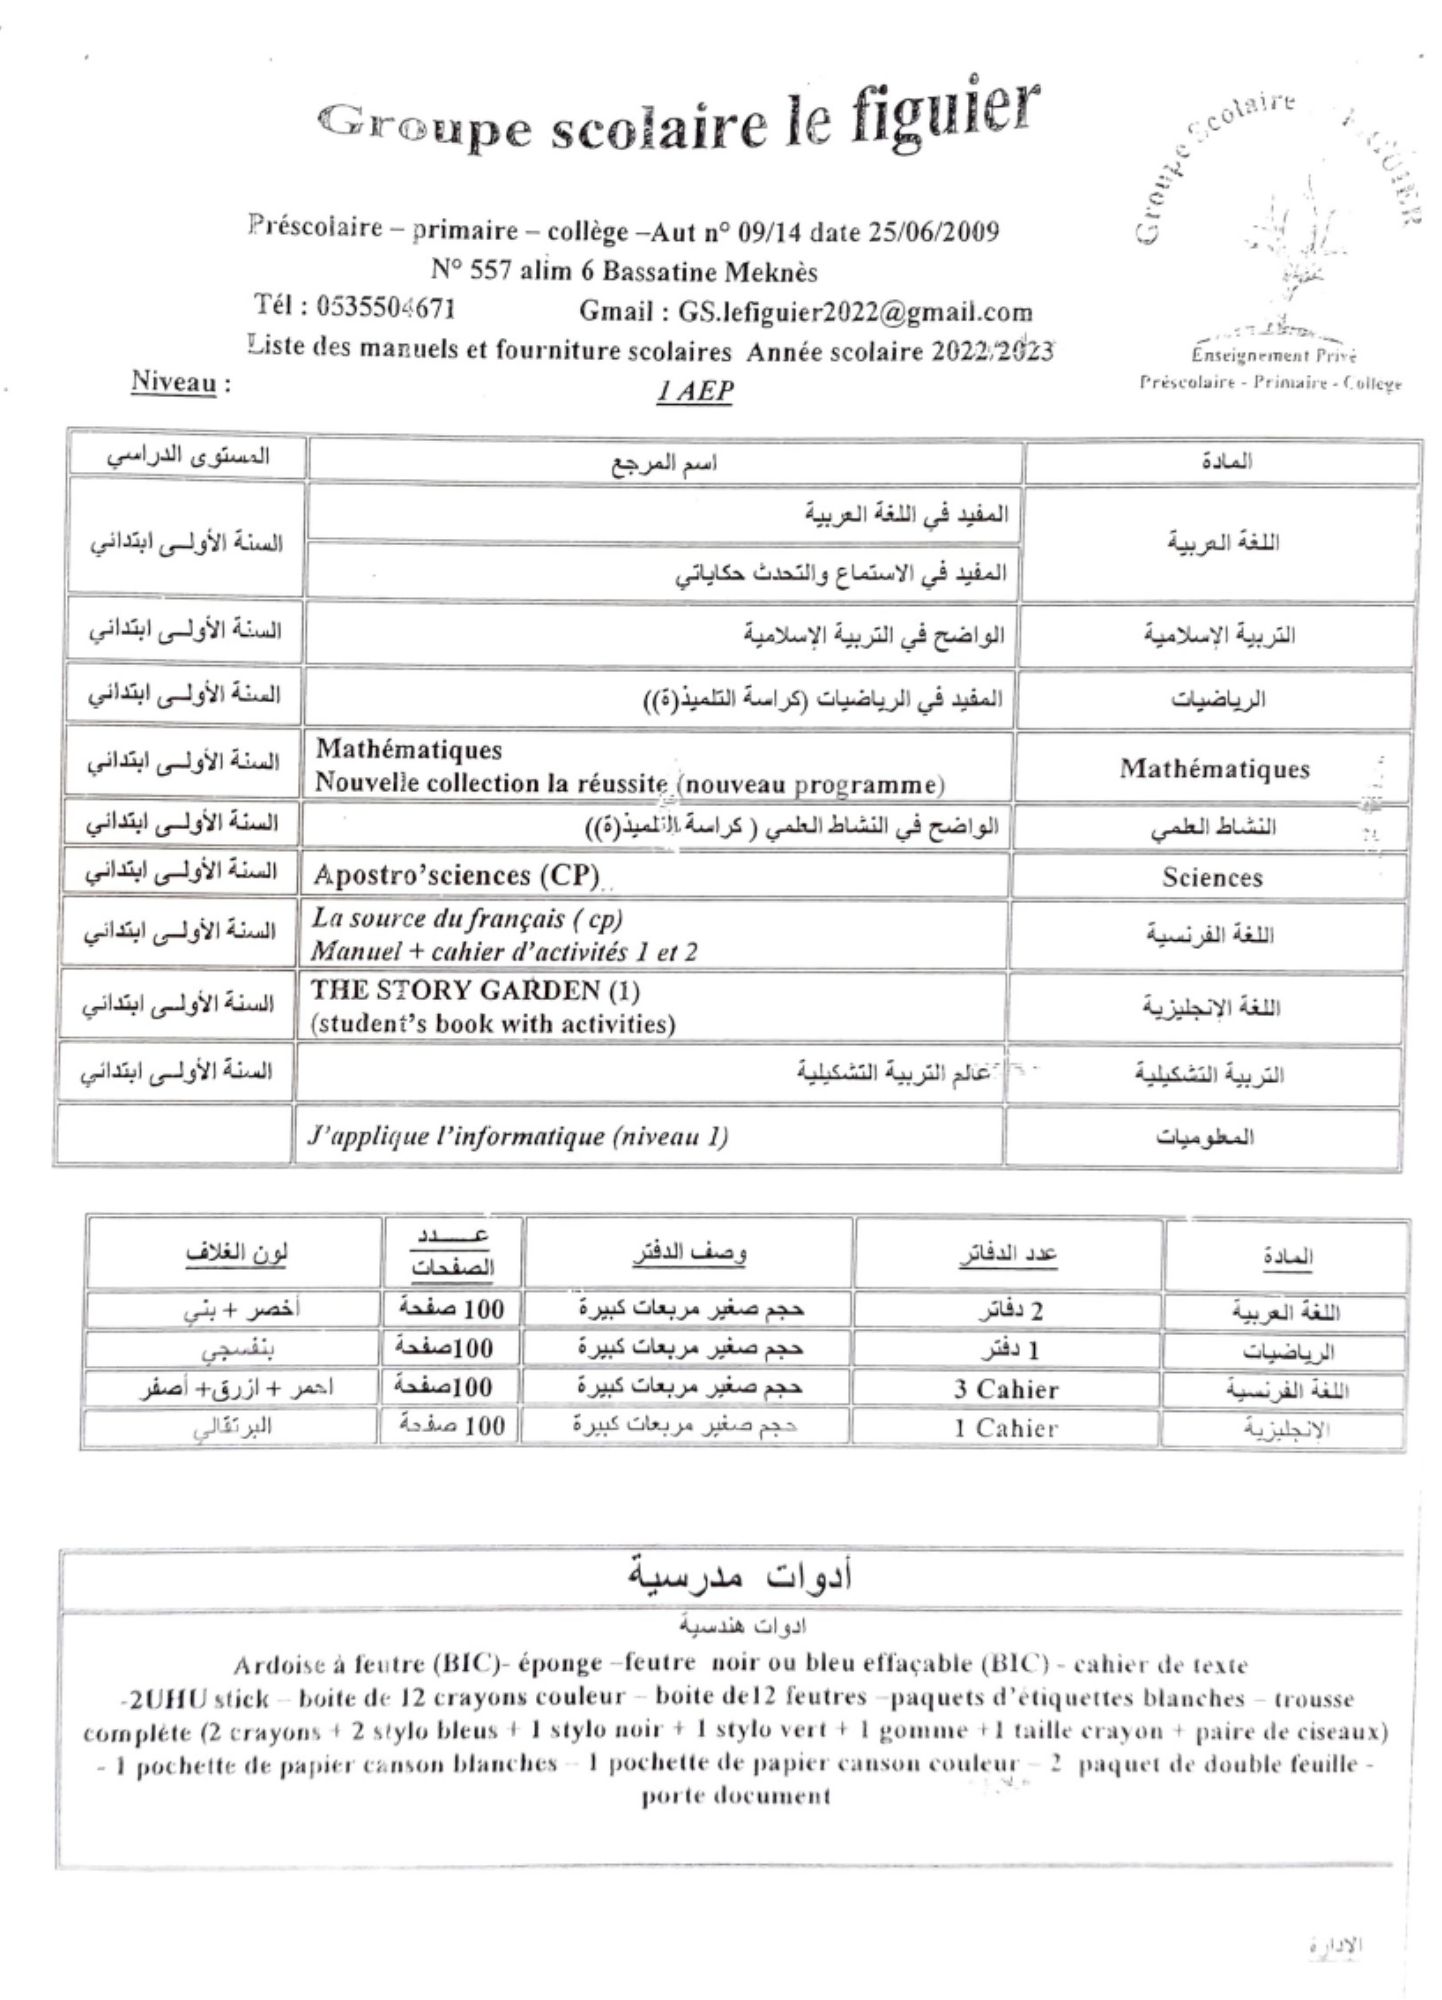 Groupe scolaire le figuier
Groupe Scolaire
Préscolaire – primaire – collège –Aut n° 09/14 date 25/06/2009
N° 557 alim 6 Bassatine Meknès
Tél : 0535504671 Gmail : GS.lefiguier2022@gmail.com
Liste des manuels et fourniture scolaires Année scolaire 2022/2023
Enseignement Privé
Préscolaire - Primaire - Collège
Niveau : 1 AEP
المادة اسم المرجع المستوى الدراسي
اللغة العربية المفيد في اللغة العربية السنة الأولى ابتدائي
المفيد في الاستماع والتحدث حكاياتي
التربية الإسلامية الواضح في التربية الإسلامية السنة الأولى ابتدائي
الرياضيات المفيد في الرياضيات (كراسة التلميذ(ة)) السنة الأولى ابتدائي
Mathématiques Mathématiques السنة الأولى ابتدائي
Nouvelle collection la réussite (nouveau programme)
النشاط العلمي الواضح في النشاط العلمي ( كراسة التلميذ(ة)) السنة الأولى ابتدائي
Sciences Apostro’sciences (CP) السنة الأولى ابتدائي
اللغة الفرنسية La source du français ( cp) السنة الأولى ابتدائي
Manuel + cahier d’activités 1 et 2
اللغة الإنجليزية THE STORY GARDEN (1) السنة الأولى ابتدائي
(student’s book with activities)
التربية التشكيلية عالم التربية التشكيلية السنة الأولى ابتدائي
المعلوميات J’applique l’informatique (niveau 1)
المادة عدد الدفاتر وصف الدفتر عــــدد الصفحات لون الغلاف
اللغة العربية 2 دفاتر حجم صغير مربعات كبيرة 100 صفحة أخضر + بني
الرياضيات 1 دفتر حجم صغير مربعات كبيرة 100صفحة بنفسجي
اللغة الفرنسية 3 Cahier حجم صغير مربعات كبيرة 100صفحة احمر + ازرق+ أصفر
الإنجليزية 1 Cahier حجم صغير مربعات كبيرة 100 صفحة البرتقالي
أدوات مدرسية
ادوات هندسية
Ardoise à feutre (BIC)- éponge –feutre noir ou bleu effaçable (BIC) - cahier de texte
-2UHU stick – boite de 12 crayons couleur – boite de12 feutres –paquets d’étiquettes blanches – trousse
complète (2 crayons + 2 stylo bleus + 1 stylo noir + 1 stylo vert + 1 gomme +1 taille crayon + paire de ciseaux)
- 1 pochette de papier canson blanches – 1 pochette de papier canson couleur – 2 paquet de double feuille -
porte document
الإدارة